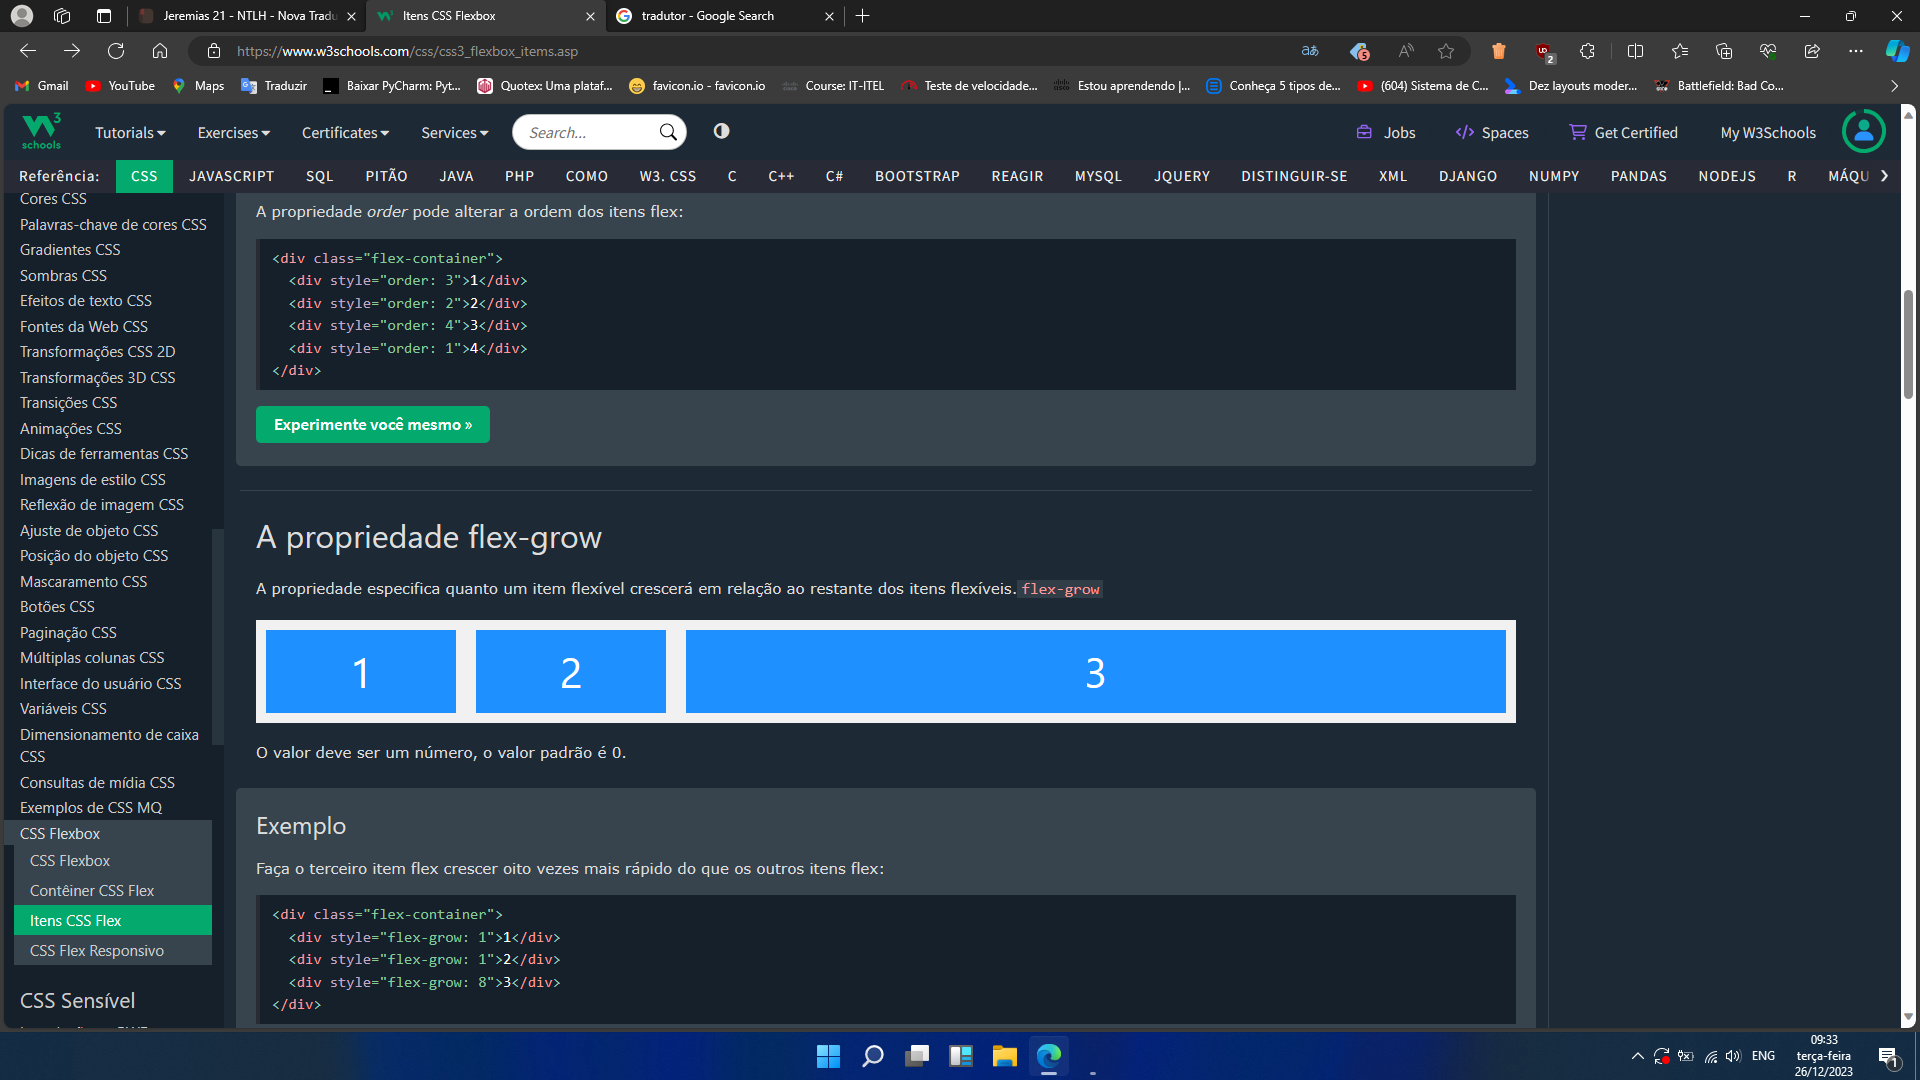 Jeremias 21 - NTLH - Nova Tradu
Itens CSS Flexbox
tradutor - Google Search
https://www.w3schools.com/css/css3_flexbox_items.asp
5
2
Gmail
YouTube
Maps
Traduzir
Baixar PyCharm: Pyt...
Quotex: Uma plataf...
favicon.io - favicon.io
Course: IT-ITEL
Teste de velocidade...
Estou aprendendo |...
Conheça 5 tipos de...
(604) Sistema de C...
Dez layouts moder...
Battlefield: Bad Co...
W3 schools
Tutorials
Exercises
Certificates
Services
Search...
Jobs
Spaces
Get Certified
My W3Schools
Referência:
CSS
JAVASCRIPT
SQL
PITÃO
JAVA
PHP
COMO
W3. CSS
C
C++
C#
BOOTSTRAP
REAGIR
MYSQL
JQUERY
DISTINGUIR-SE
XML
DJANGO
NUMPY
PANDAS
NODEJS
R
MÁQU
Cores CSS
Palavras-chave de cores CSS
Gradientes CSS
Sombras CSS
Efeitos de texto CSS
Fontes da Web CSS
Transformações CSS 2D
Transformações 3D CSS
Transições CSS
Animações CSS
Dicas de ferramentas CSS
Imagens de estilo CSS
Reflexão de imagem CSS
Ajuste de objeto CSS
Posição do objeto CSS
Mascaramento CSS
Botões CSS
Paginação CSS
Múltiplas colunas CSS
Interface do usuário CSS
Variáveis CSS
Dimensionamento de caixa
CSS
Consultas de mídia CSS
Exemplos de CSS MQ
CSS Flexbox
CSS Flexbox
Contêiner CSS Flex
Itens CSS Flex
CSS Flex Responsivo
CSS Sensível
A propriedade order pode alterar a ordem dos itens flex:
<div class="flex-container">
<div style="order: 3">1</div>
<div style="order: 2">2</div>
<div style="order: 4">3</div>
<div style="order: 1">4</div>
</div>
Experimente você mesmo »
A propriedade flex-grow
A propriedade especifica quanto um item flexível crescerá em relação ao restante dos itens flexíveis. flex-grow
1
2
3
O valor deve ser um número, o valor padrão é 0.
Exemplo
Faça o terceiro item flex crescer oito vezes mais rápido do que os outros itens flex:
<div class="flex-container">
<div style="flex-grow: 1">1</div>
<div style="flex-grow: 1">2</div>
<div style="flex-grow: 8">3</div>
</div>
ENG
09:33
terça-feira
26/12/2023
1